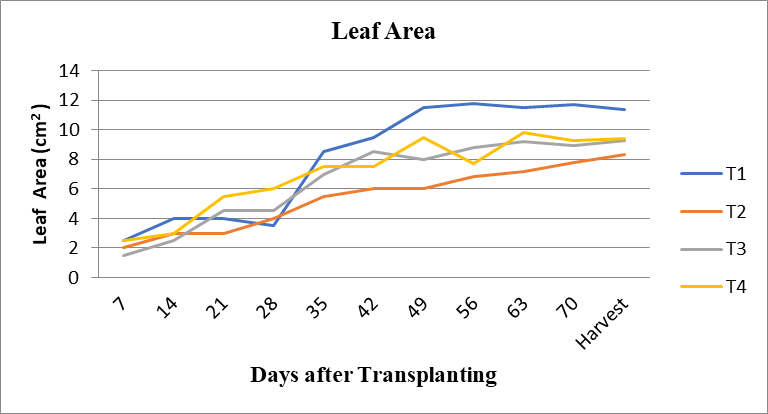 Leaf Area
Leaf Area (cm²)
14
12
10
8
6
4
2
0
7
14
21
28
35
42
49
56
63
70
Harvest
Days after Transplanting
T1
T2
T3
T4